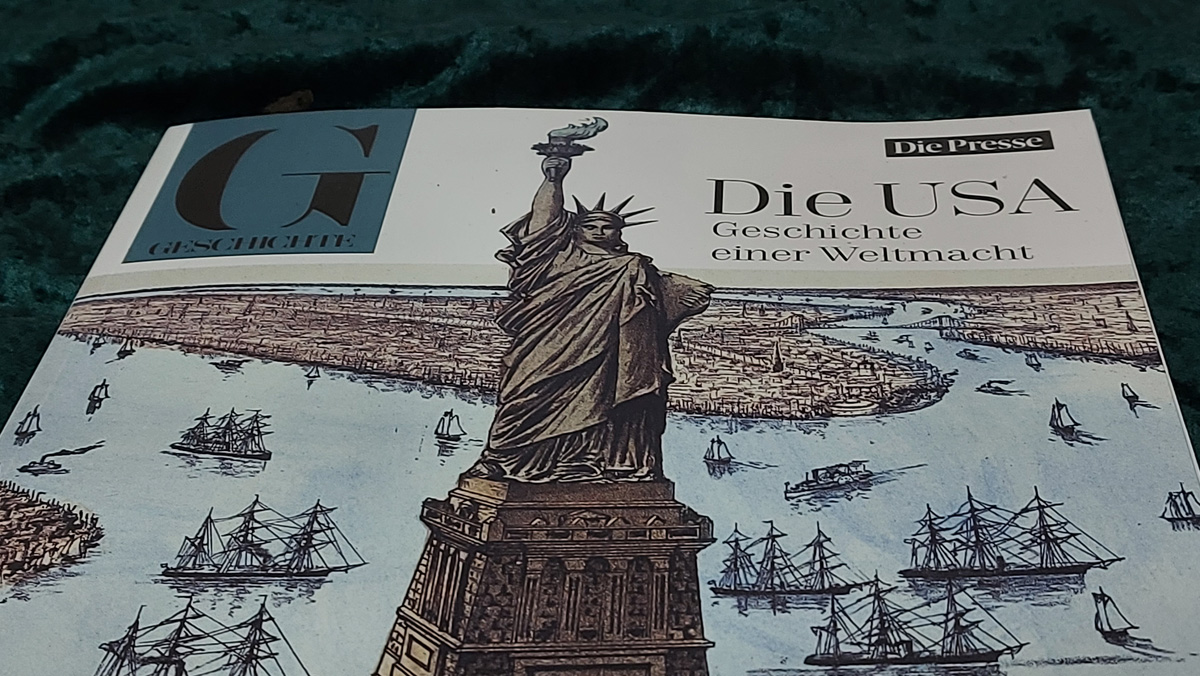 G
GESCHICHTE
Die Presse
Die USA
Geschichte
einer Weltmacht